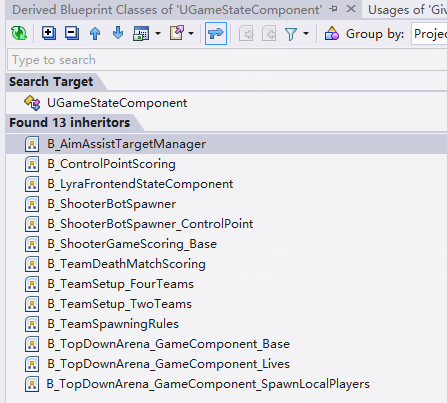 Derived Blueprint Classes of 'UGameStateComponent'
Usages of 'Giv
Group by: Projec
Type to search
Search Target
UGameStateComponent
Found 13 inheritors
B_AimAssistTargetManager
B_ControlPointScoring
B_LyraFrontendStateComponent
B_ShooterBotSpawner
B_ShooterBotSpawner_ControlPoint
B_ShooterGameScoring_Base
B_TeamDeathMatchScoring
B_TeamSetup_FourTeams
B_TeamSetup_TwoTeams
B_TeamSpawningRules
B_TopDownArena_GameComponent_Base
B_TopDownArena_GameComponent_Lives
B_TopDownArena_GameComponent_SpawnLocalPlayers